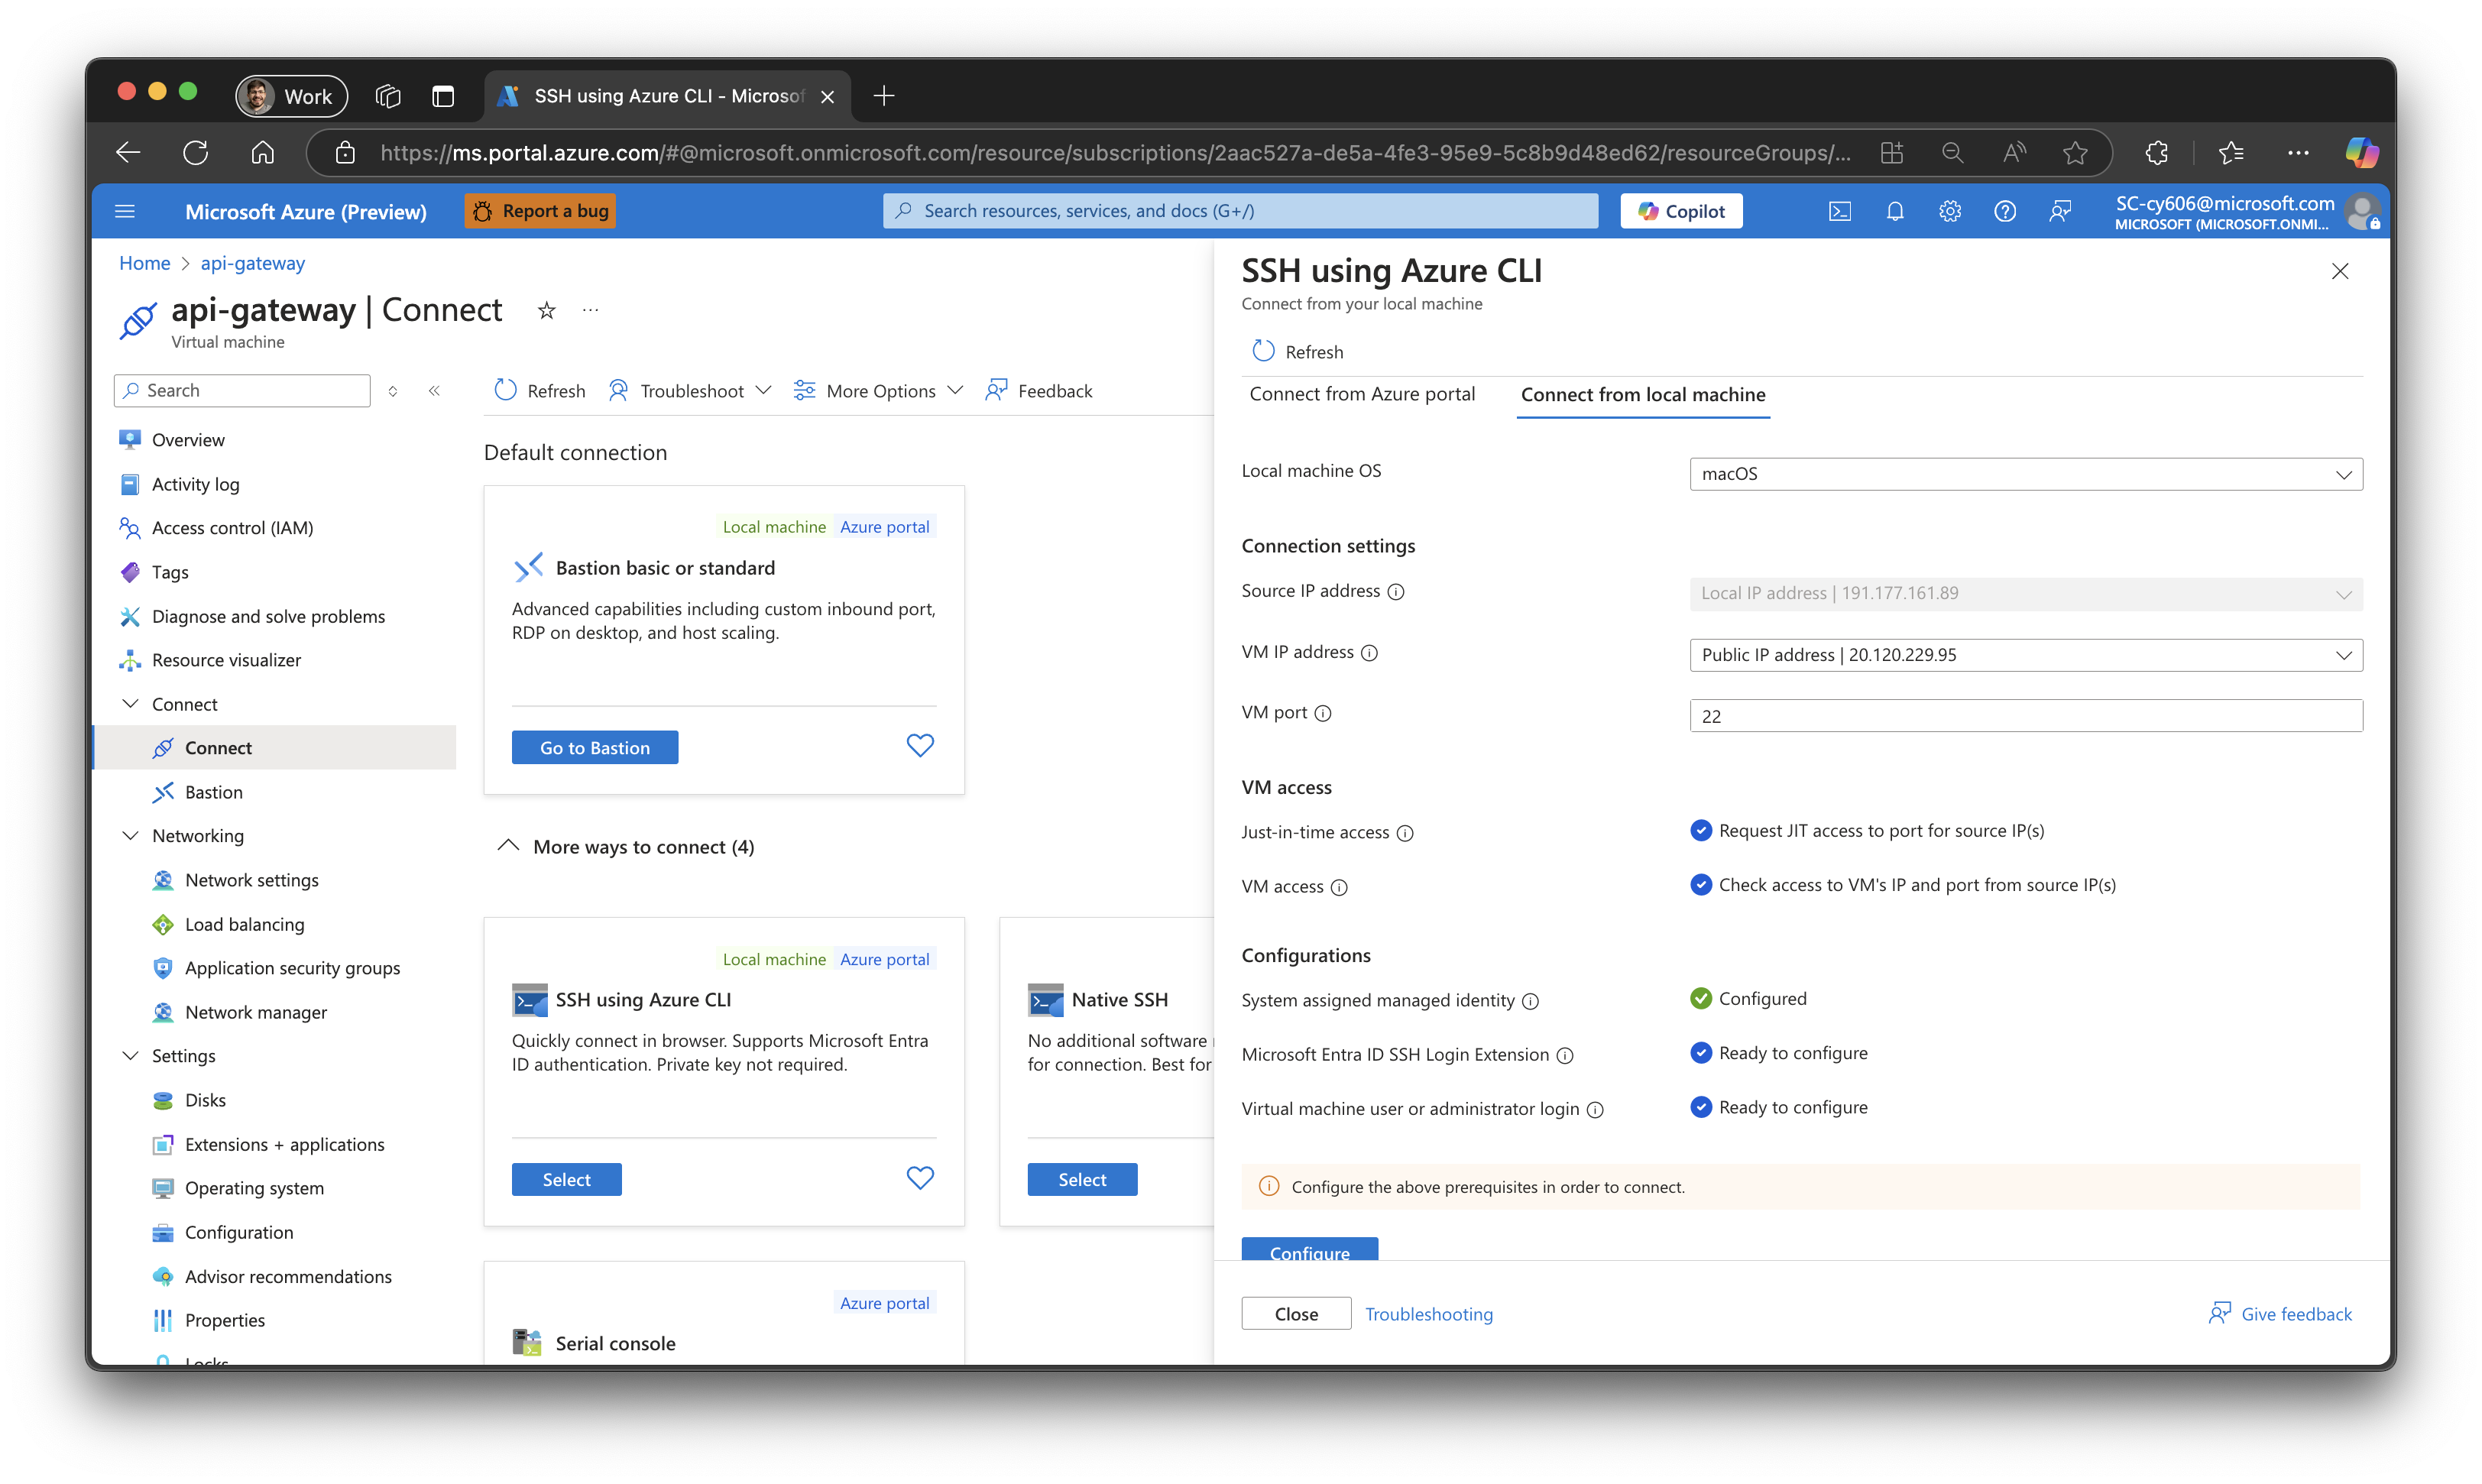 Work
SSH using Azure CLI - Microsof
https://ms.portal.azure.com/#@microsoft.onmicrosoft.com/resource/subscriptions/2aac527a-de5a-4fe3-95e9-5c8b9d48ed62/resourceGroups/...
Microsoft Azure (Preview)
Report a bug
Search resources, services, and docs (G+/)
Copilot
SC-cy606@microsoft.com
MICROSOFT (MICROSOFT.ONMI...
Home > api-gateway
api-gateway | Connect
Virtual machine
Search
Overview
Activity log
Access control (IAM)
Tags
Diagnose and solve problems
Resource visualizer
Connect
Connect
Bastion
Networking
Network settings
Load balancing
Application security groups
Network manager
Settings
Disks
Extensions + applications
Operating system
Configuration
Advisor recommendations
Properties
Locks
Refresh
Troubleshoot
More Options
Feedback
Default connection
Local machine
Azure portal
Bastion basic or standard
Advanced capabilities including custom inbound port,
RDP on desktop, and host scaling.
Go to Bastion
More ways to connect (4)
Local machine
Azure portal
SSH using Azure CLI
Quickly connect in browser. Supports Microsoft Entra
ID authentication. Private key not required.
Select
Native SSH
No additional software
for connection. Best for
Select
Azure portal
Serial console
SSH using Azure CLI
Connect from your local machine
Refresh
Connect from Azure portal
Connect from local machine
Local machine OS
macOS
Connection settings
Source IP address
Local IP address | 191.177.161.89
VM IP address
Public IP address | 20.120.229.95
VM port
22
VM access
Just-in-time access
Request JIT access to port for source IP(s)
VM access
Check access to VM's IP and port from source IP(s)
Configurations
System assigned managed identity
Configured
Microsoft Entra ID SSH Login Extension
Ready to configure
Virtual machine user or administrator login
Ready to configure
Configure the above prerequisites in order to connect.
Configure
Close
Troubleshooting
Give feedback